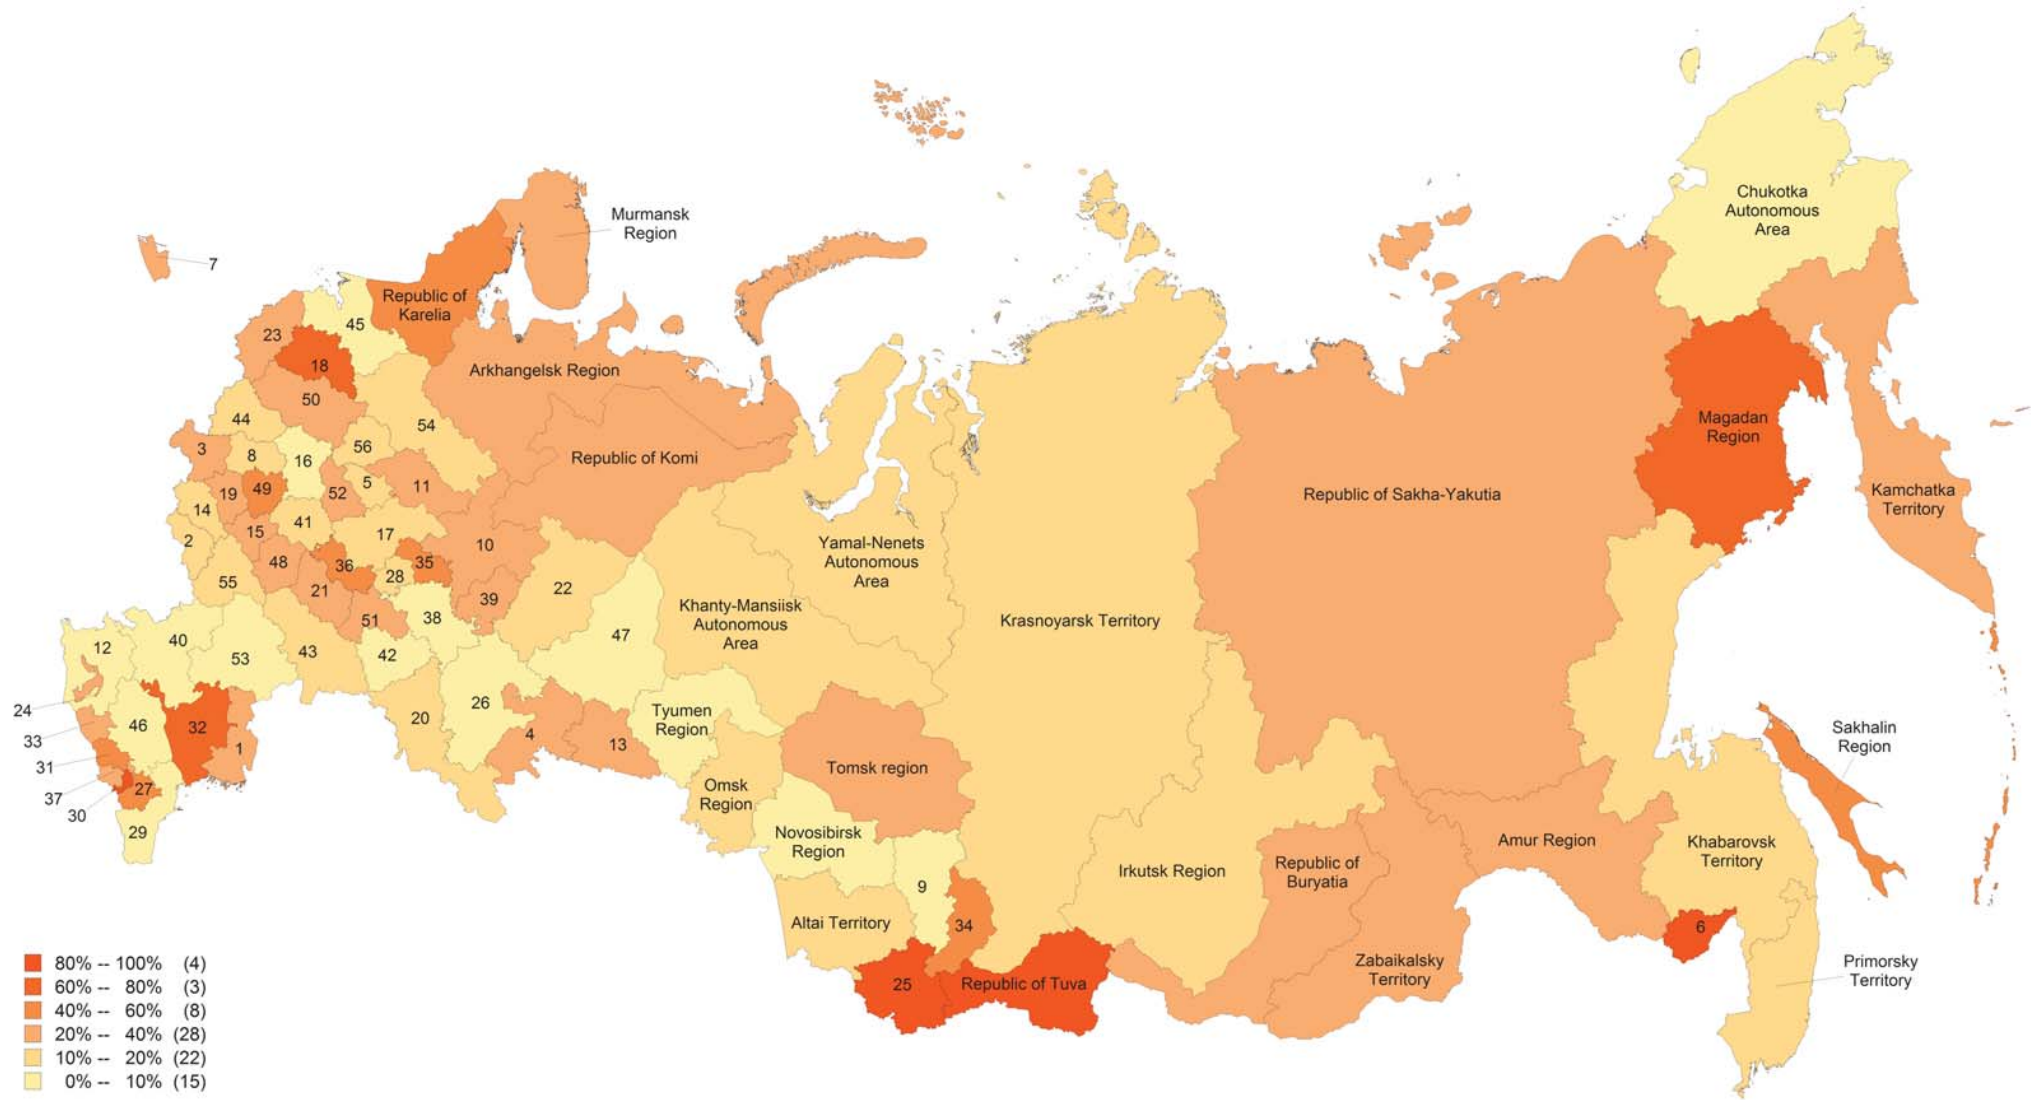 Chukotka
Autonomous
Area
Murmansk
Region
7
Republic of
Karelia
45
23
18
Arkhangelsk Region
50
44
54
Magadan
Region
3
8
16
56
Republic of Komi
19
49
52
5
11
Republic of Sakha-Yakutia
Kamchatka
Territory
14
15
41
17
2
10
Yamal-Nenets
Autonomous
Area
48
36
28
35
55
21
22
39
Khanty-Mansiisk
Autonomous
Area
51
38
Krasnoyarsk Territory
12
40
53
43
42
47
24
46
32
1
20
26
4
13
Tyumen
Region
Sakhalin
Region
33
31
37
30
27
29
Tomsk region
Omsk
Region
Novosibirsk
Region
Amur Region
Khabarovsk
Territory
Irkutsk Region
Republic of
Buryatia
9
Altai Territory
34
6
25
Republic of Tuva
Zabaikalsky
Territory
Primorsky
Territory
80% -- 100% (4)
60% -- 80% (3)
40% -- 60% (8)
20% -- 40% (28)
10% -- 20% (22)
0% -- 10% (15)